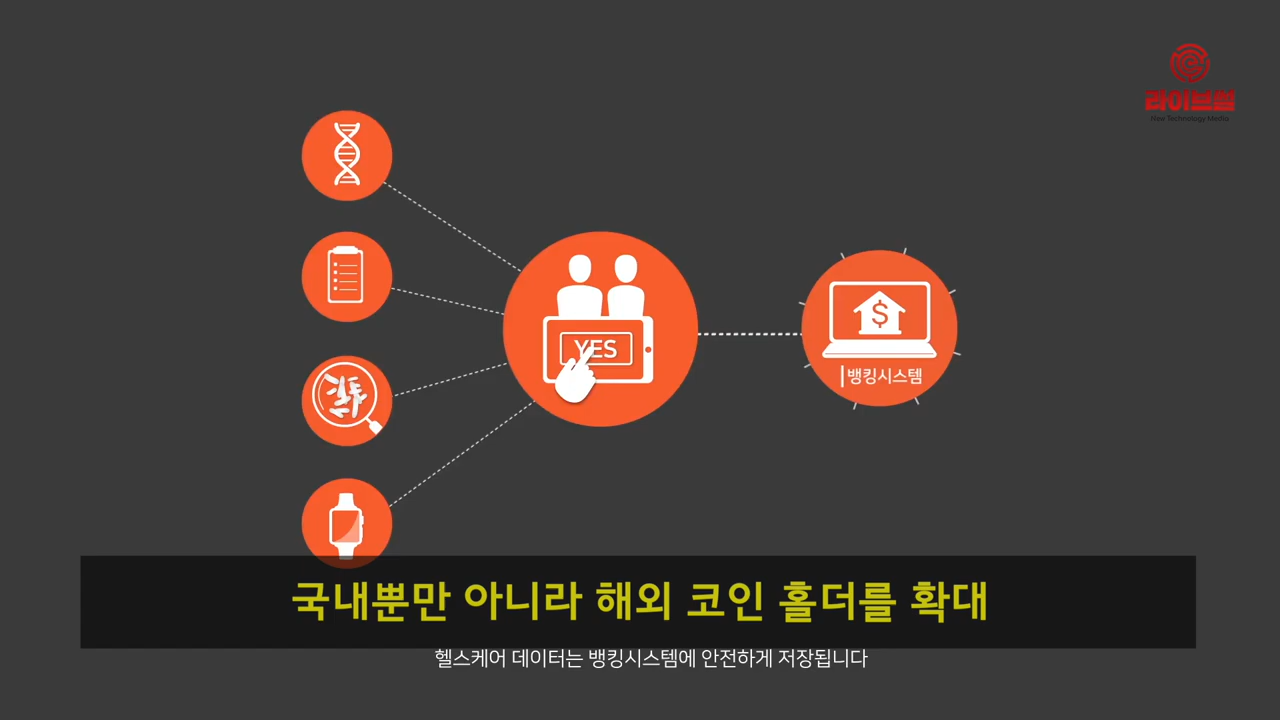 라이브썸
New Technology Media
YES
$
뱅킹시스템
국내뿐만 아니라 해외 코인 홀더를 확대
헬스케어 데이터는 뱅킹시스템에 안전하게 저장됩니다